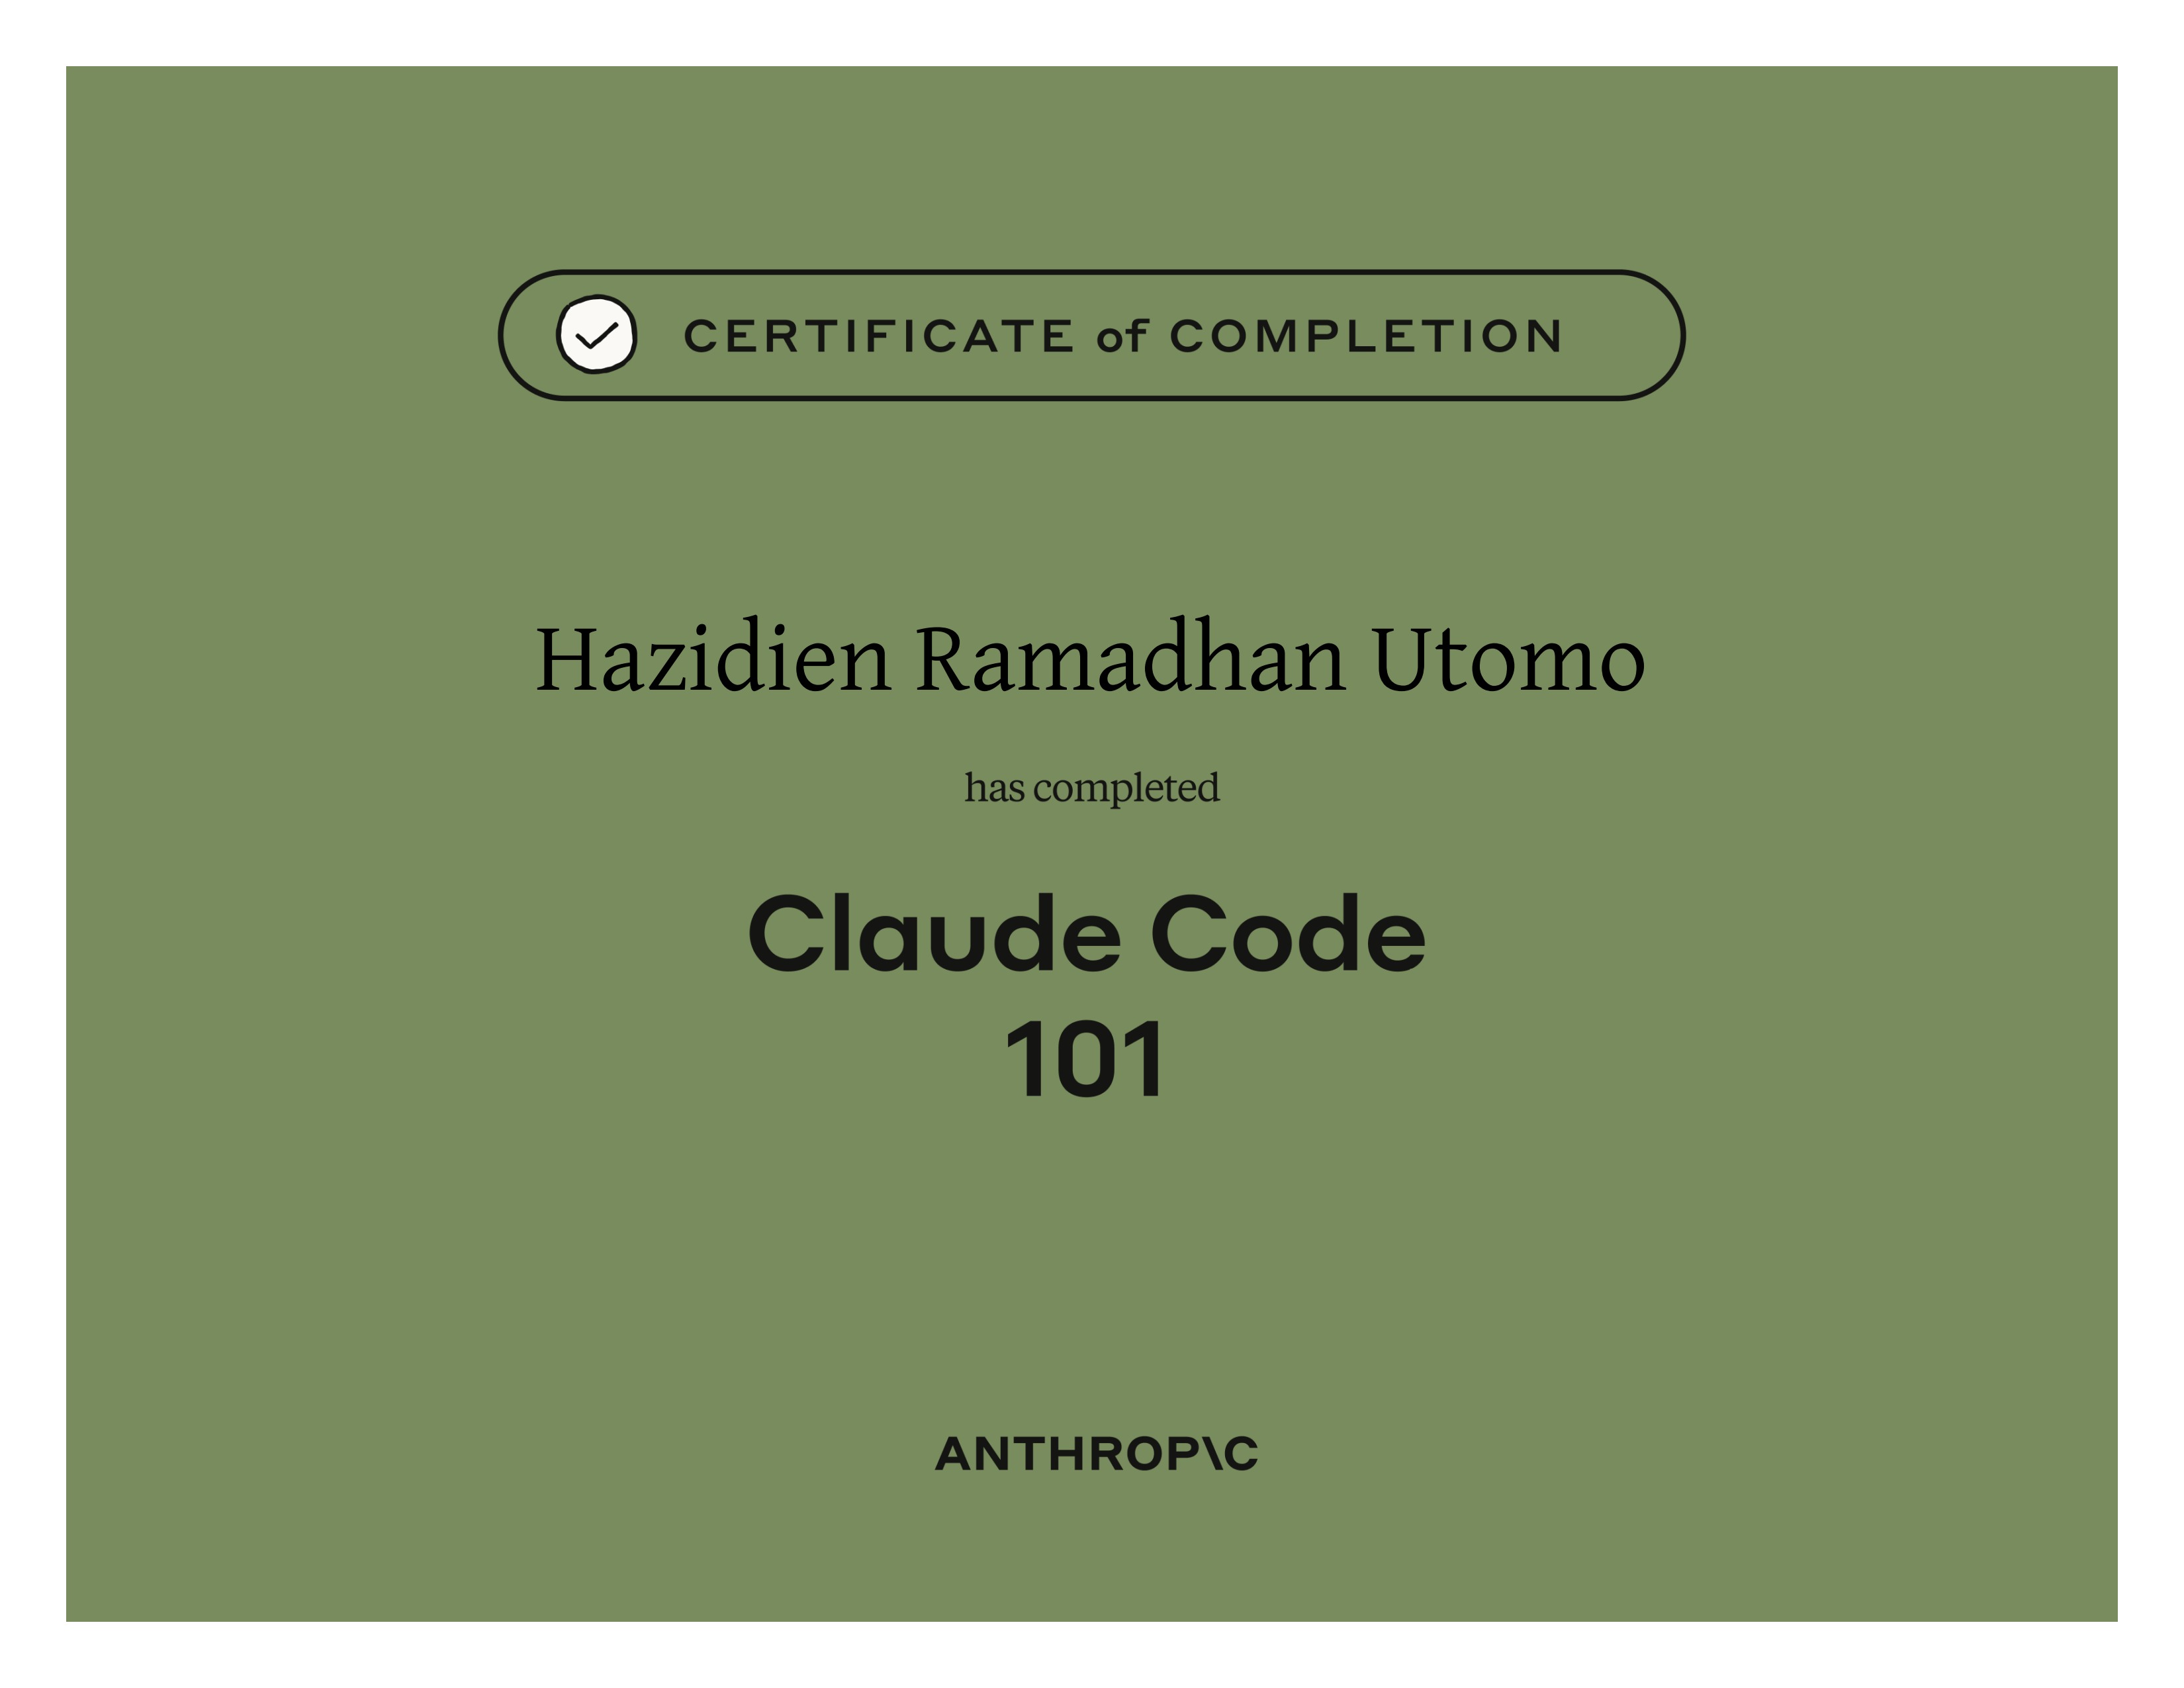 CERTIFICATE of COMPLETION
Hazidien Ramadhan Utomo
has completed
Claude Code
101
ANTHROP\C